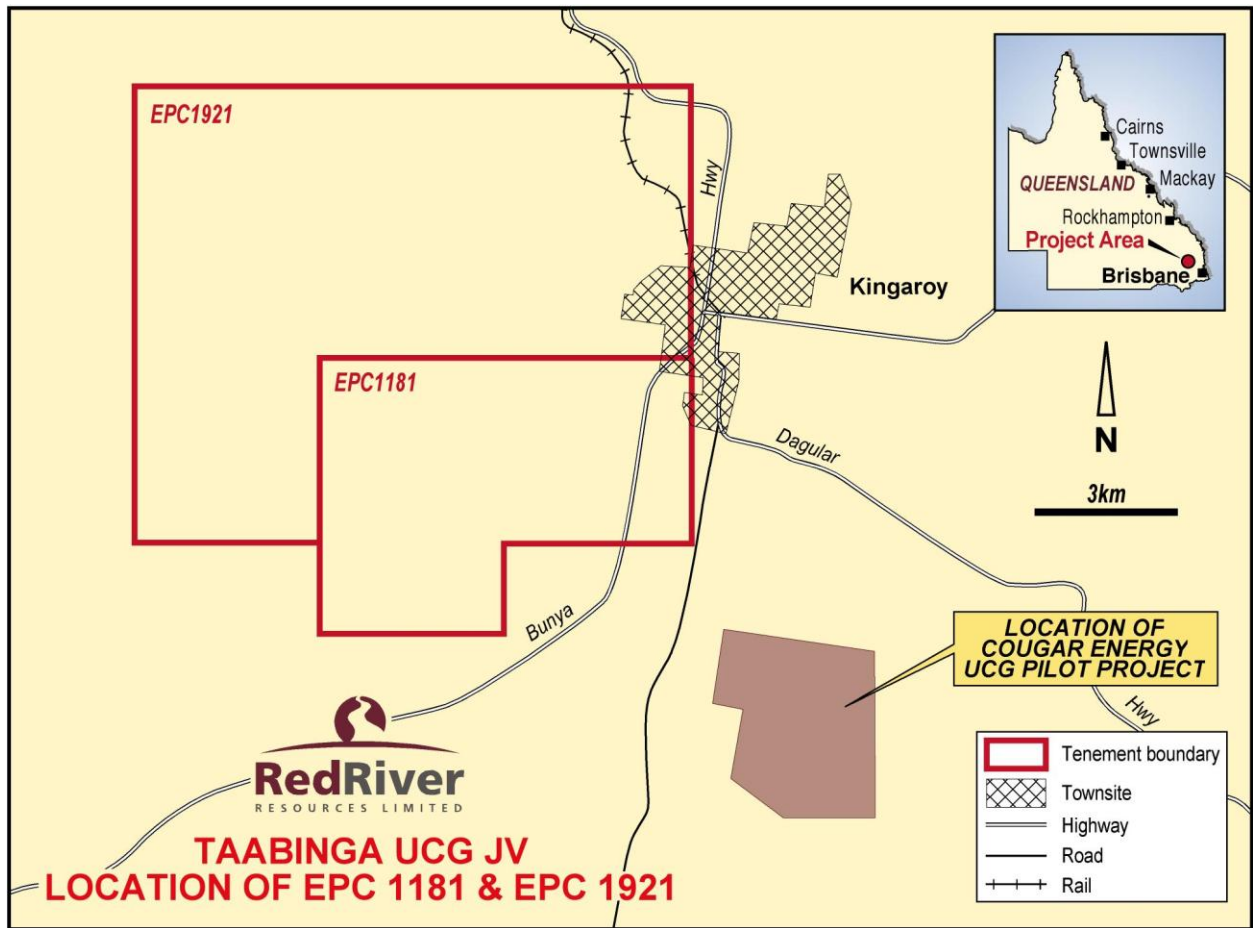 EPC1921
Hwy
Kingaroy
EPC1181
Dagular
Bunya
Hwy
Cairns
Townsville
QUEENSLAND
Mackay
Rockhampton
Project Area
Brisbane
N
3km
LOCATION OF
COUGAR ENERGY
UCG PILOT PROJECT
Tenement boundary
Townsite
Highway
Road
Rail
RedRiver
RESOURCES LIMITED
TAABINGA UCG JV
LOCATION OF EPC 1181 & EPC 1921